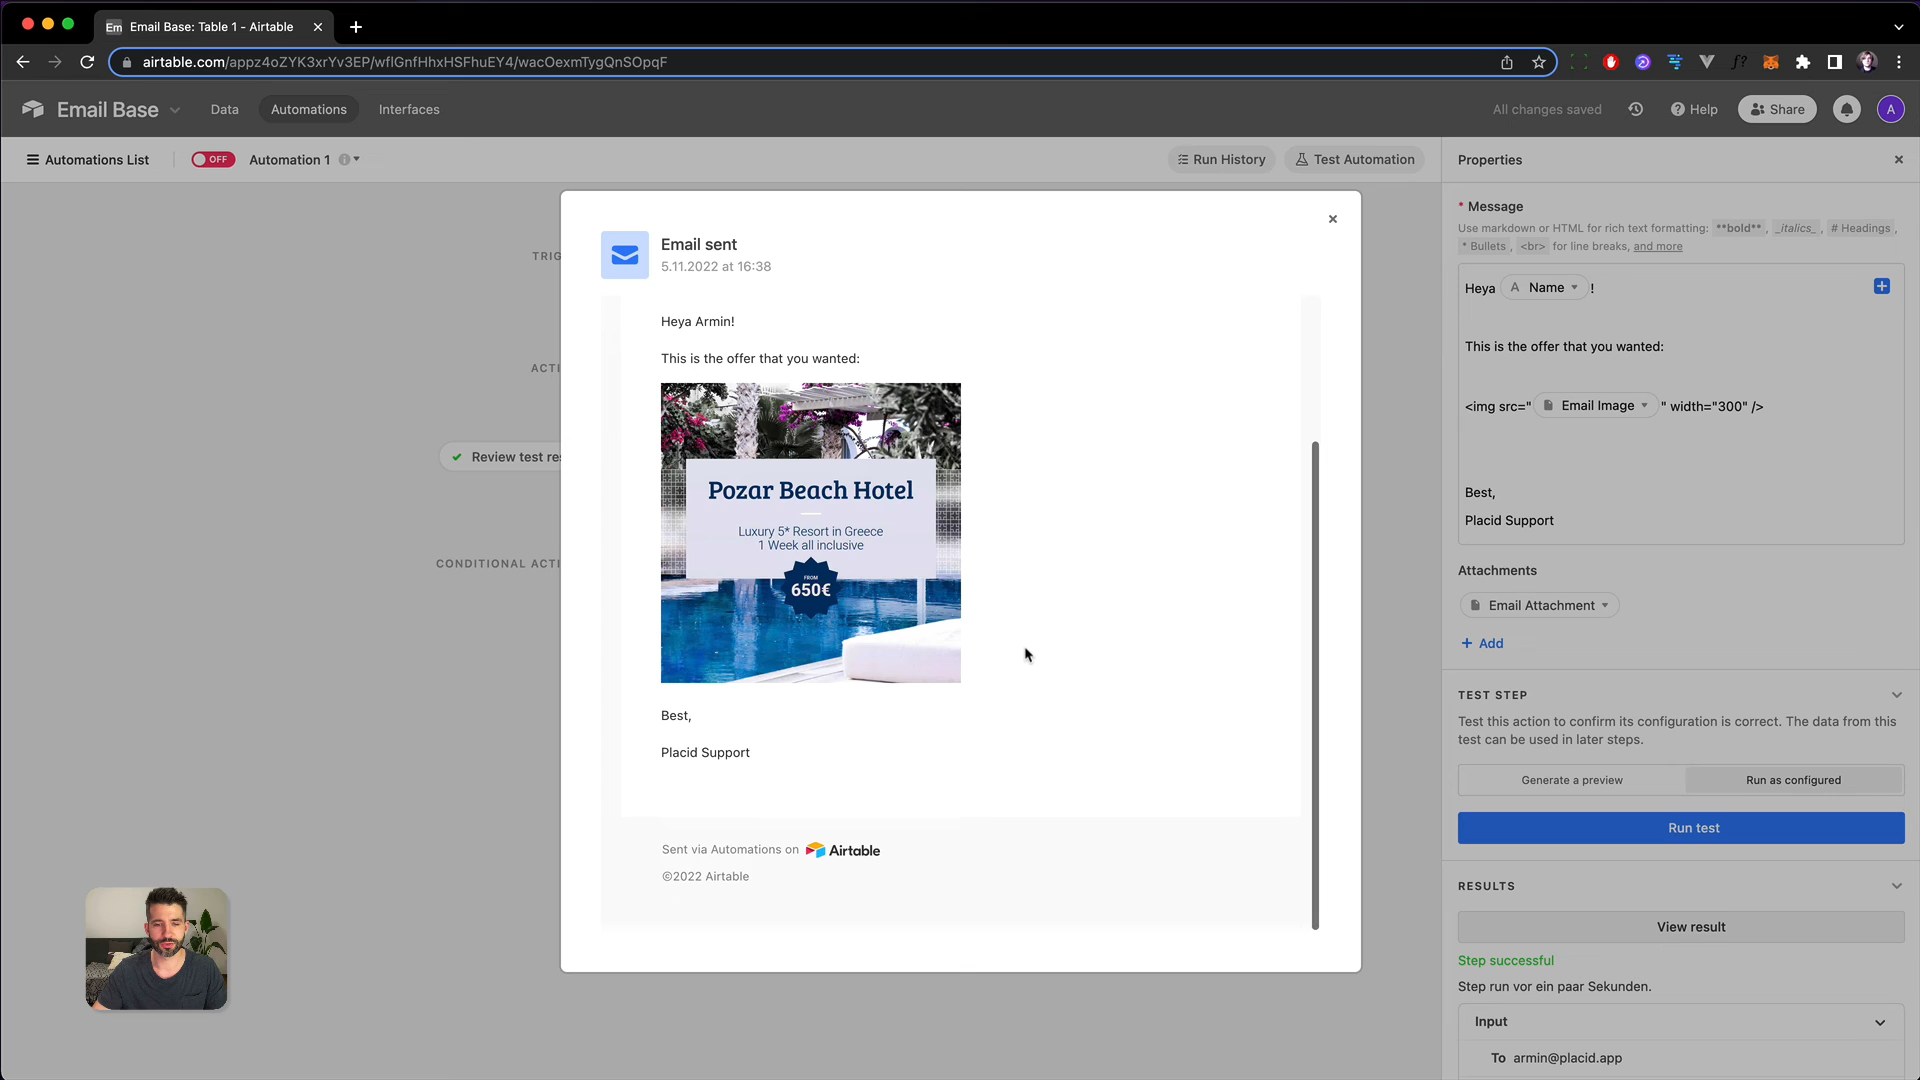 Em Email Base: Table 1 - Airtable
airtable.com/appz4oZYK3xrYv3EP/wflGnfHhxHSFhuEY4/wacOexmTygQnSOpqF
Email Base
Data
Automations
Interfaces
All changes saved
Help
Share
A
Automations List
OFF
Automation 1
Run History
Test Automation
Properties
TRIG
ACTI
Review test res
CONDITIONAL ACTI
Email sent
5.11.2022 at 16:38
Heya Armin!
This is the offer that you wanted:
Pozar Beach Hotel
Luxury 5* Resort in Greece
1 Week all inclusive
FROM
650€
Best,
Placid Support
Sent via Automations on Airtable
©2022 Airtable
* Message
Use markdown or HTML for rich text formatting: **bold** , _italics_ , # Headings ,
* Bullets , <br> for line breaks, and more
Heya A Name !
This is the offer that you wanted:
<img src=" Email Image " width="300" />
Best,
Placid Support
Attachments
Email Attachment
+ Add
TEST STEP
Test this action to confirm its configuration is correct. The data from this
test can be used in later steps.
Generate a preview
Run as configured
Run test
RESULTS
View result
Step successful
Step run vor ein paar Sekunden.
Input
To armin@placid.app